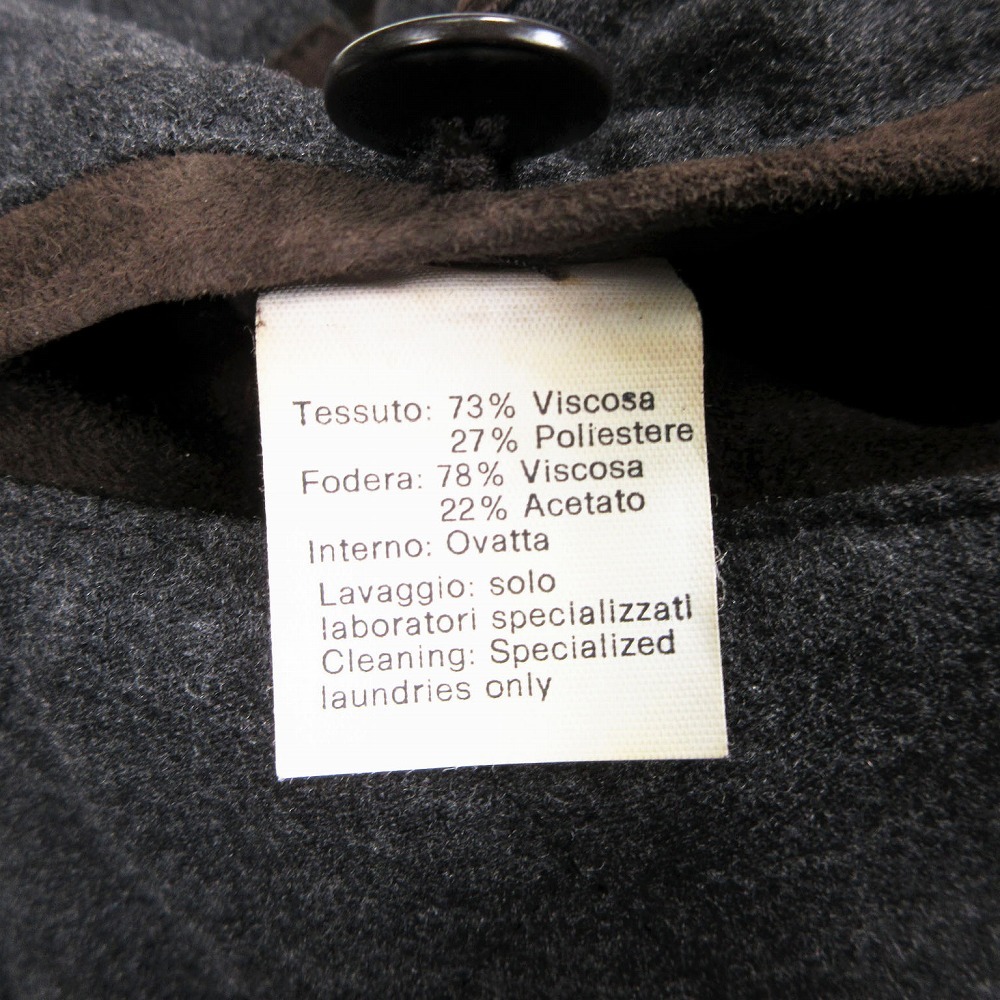 Tessuto: 73% Viscosa
27% Poliestere
Fodera: 78% Viscosa
22% Acetato
Interno: Ovatta
Lavaggio: solo
laboratori specializzati
Cleaning: Specialized
laundries only